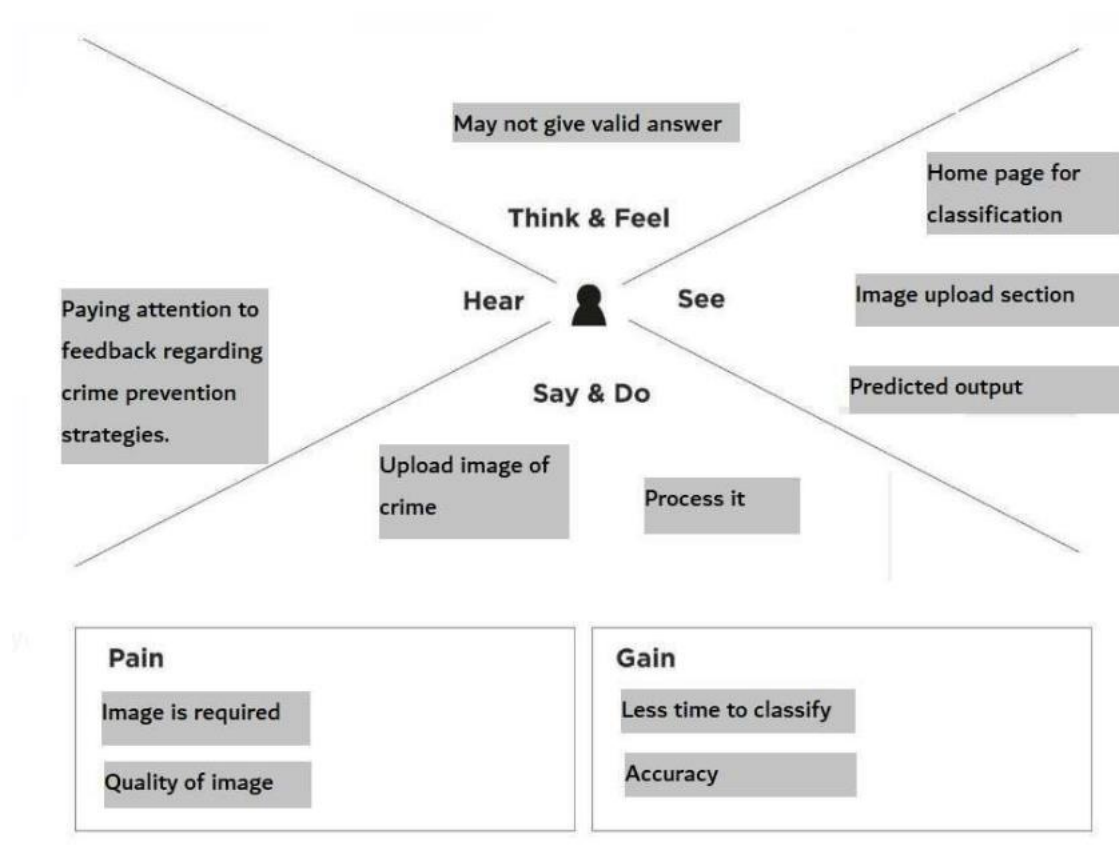 May not give valid answer
Think & Feel
Home page for
classification
Hear
See
Image upload section
Paying attention to
feedback regarding
crime prevention
strategies.
Predicted output
Say & Do
Upload image of
crime
Process it
Pain
Image is required
Quality of image
Gain
Less time to classify
Accuracy